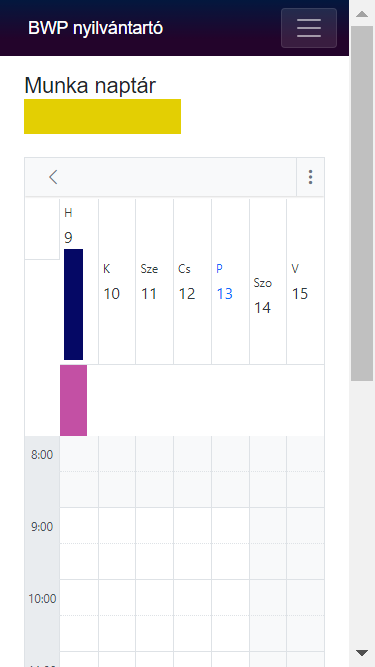 BWP nyilvántartó
Munka naptár
H
9
K
10
Sze
11
Cs
12
P
13
Szo
14
V
15
8:00
9:00
10:00